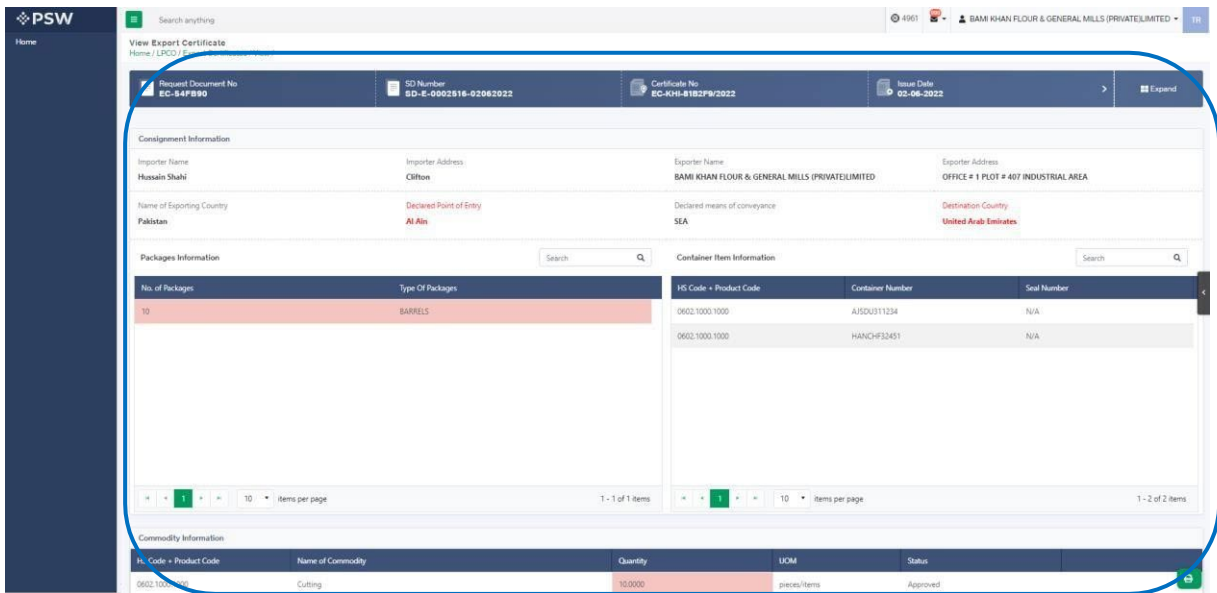 PSW
Search anything
4961
BAMI KHAN FLOUR & GENERAL MILLS (PRIVATE)LIMITED
TR
Home
View Export Certificate
Home / LPCO /
Request Document No
EC-54FB90
SD Number
SD-E-0002516-02062022
Certificate No
EC-KHI-81B2F9/2022
Issue Date
02-06-2022
Expand
Consignment Information
Importer Name
Hussain Shahi
Importer Address
Clifton
Exporter Name
BAMI KHAN FLOUR & GENERAL MILLS (PRIVATE)LIMITED
Exporter Address
OFFICE # 1 PLOT # 407 INDUSTRIAL AREA
Name of Exporting Country
Pakistan
Declared Point of Entry
Al Ain
Declared means of conveyance
SEA
Destination Country
United Arab Emirates
Packages Information
Search
Container Item Information
Search
No. of Packages
Type Of Packages
10
BARRELS
HS Code + Product Code
Container Number
Seal Number
0602.1000.1000
AJSDU311234
N/A
0602.1000.1000
HANCHF32451
N/A
1
10
items per page
1 - 1 of 1 items
1
10
items per page
1 - 2 of 2 items
Commodity Information
HS Code + Product Code
Name of Commodity
Quantity
UOM
Status
0602.1000.1000
Cutting
10.0000
pieces/items
Approved